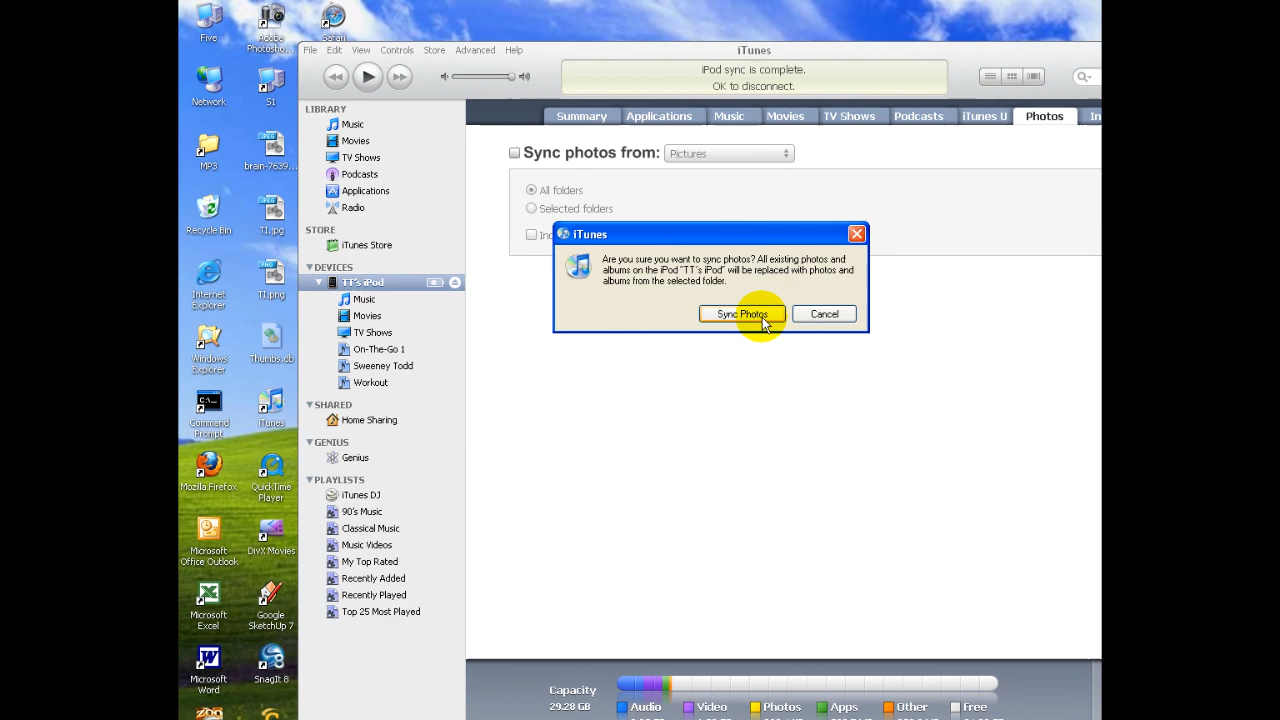 Five
Adobe
Photosho...
Safari
Network
S1
MP3
brain-7639...
Recycle Bin
T1.jpg
Internet
Explorer
T1.png
Windows
Explorer
Thumbs.db
Command
Prompt
iTunes
Mozilla Firefox
QuickTime
Player
Microsoft
Office Outlook
DivX Movies
Microsoft
Excel
Google
SketchUp 7
Microsoft
Word
SnagIt 8
iTunes
File Edit View Controls Store Advanced Help
iPod sync is complete.
OK to disconnect.
LIBRARY
Music
Movies
TV Shows
Podcasts
Applications
Radio
STORE
iTunes Store
DEVICES
TT's iPod
Music
Movies
TV Shows
On-The-Go 1
Sweeney Todd
Workout
SHARED
Home Sharing
GENIUS
Genius
PLAYLISTS
iTunes DJ
90's Music
Classical Music
Music Videos
My Top Rated
Recently Added
Recently Played
Top 25 Most Played
Summary Applications Music Movies TV Shows Podcasts iTunes U Photos In
Sync photos from: Pictures
All folders
Selected folders
iTunes
Are you sure you want to sync photos? All existing photos and
albums on the iPod "TT's iPod" will be replaced with photos and
albums from the selected folder.
Sync Photos Cancel
Capacity
29.28 GB
Audio Video Photos Apps Other Free